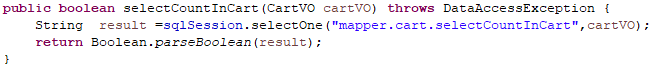 public boolean selectCountInCart(CartVO cartVO) throws DataAccessException {
String  result =sqlSession.selectOne("mapper.cart.selectCountInCart",cartVO);
return Boolean.parseBoolean(result);
}